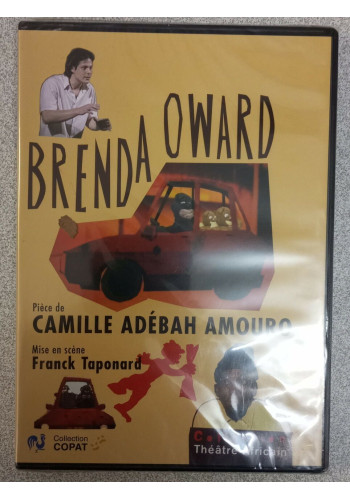 BRENDA OWARD
Pièce de
CAMILLE ADÉBAH AMOURO
Mise en scène
Franck Taponard
Collection
COPAT
Théâtre Africain